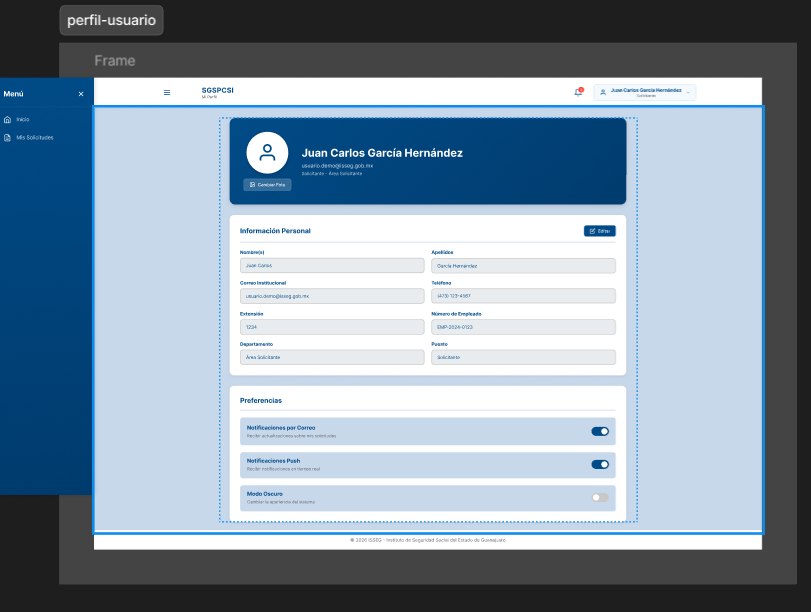 perfil-usuario
Frame
Menú ×
Inicio
Mis Solicitudes
SGSPCSI
Mi Perfil
Juan Carlos García Hernández
Solicitante
Juan Carlos García Hernández
usuario.demo@isseg.gob.mx
Solicitante - Área Solicitante
Cambiar Foto
Información Personal
Editar
Nombre(s) Apellidos
Juan Carlos García Hernández
Correo Institucional Teléfono
usuario.demo@isseg.gob.mx (473) 123-4567
Extensión Número de Empleado
1234 EMP-2024-0123
Departamento Puesto
Área Solicitante Solicitante
Preferencias
Notificaciones por Correo
Recibir actualizaciones sobre mis solicitudes
Notificaciones Push
Recibir notificaciones en tiempo real
Modo Oscuro
Cambiar la apariencia del sistema
© 2026 ISSEG - Instituto de Seguridad Social del Estado de Guanajuato